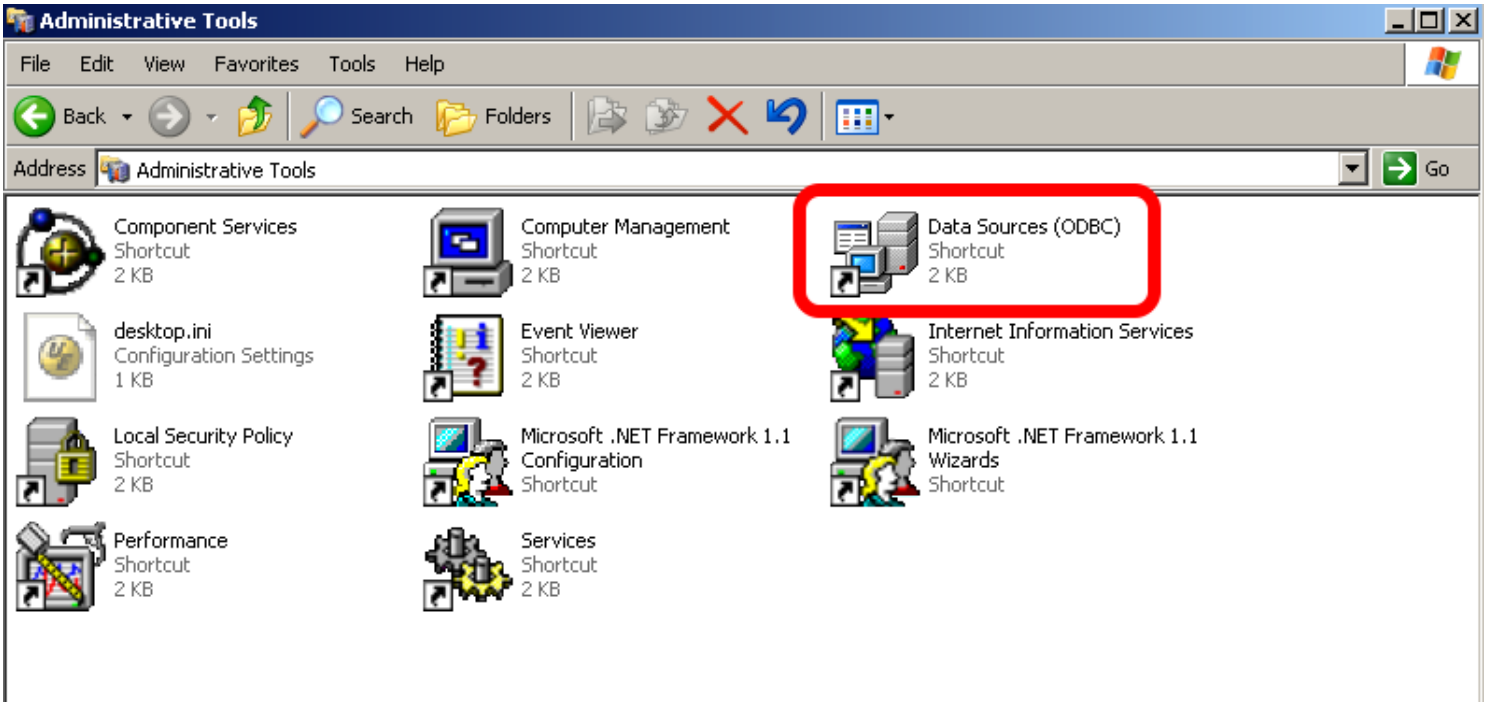 Administrative Tools
File Edit View Favorites Tools Help
Back Search Folders
Address Administrative Tools Go
Component Services
Shortcut
2 KB
Computer Management
Shortcut
2 KB
Data Sources (ODBC)
Shortcut
2 KB
desktop.ini
Configuration Settings
1 KB
Event Viewer
Shortcut
2 KB
Internet Information Services
Shortcut
2 KB
Local Security Policy
Shortcut
2 KB
Microsoft .NET Framework 1.1
Configuration
Shortcut
Microsoft .NET Framework 1.1
Wizards
Shortcut
Performance
Shortcut
2 KB
Services
Shortcut
2 KB